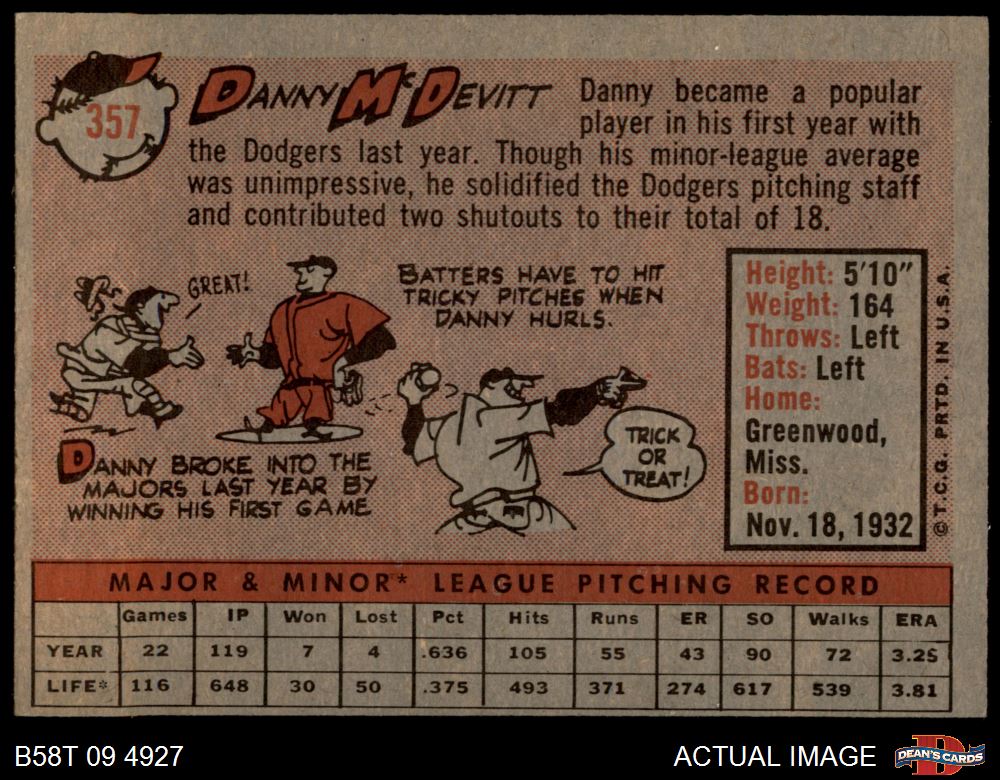 357
DANNY McDEVITT
Danny became a popular
player in his first year with
the Dodgers last year. Though his minor-league average
was unimpressive, he solidified the Dodgers pitching staff
and contributed two shutouts to their total of 18.
GREAT!
BATTERS HAVE TO HIT
TRICKY PITCHES WHEN
DANNY HURLS.
DANNY BROKE INTO THE
MAJORS LAST YEAR BY
WINNING HIS FIRST GAME
TRICK
OR
TREAT!
Height: 5'10"
Weight: 164
Throws: Left
Bats: Left
Home:
Greenwood,
Miss.
Born:
Nov. 18, 1932
© T.C.G. PRTD. IN U.S.A.
MAJOR & MINOR* LEAGUE PITCHING RECORD
Games IP Won Lost Pct Hits Runs ER SO Walks ERA
YEAR 22 119 7 4 .636 105 55 43 90 72 3.25
LIFE* 116 648 30 50 .375 493 371 274 617 539 3.81
B58T 09 4927
ACTUAL IMAGE
DEAN'S CARDS